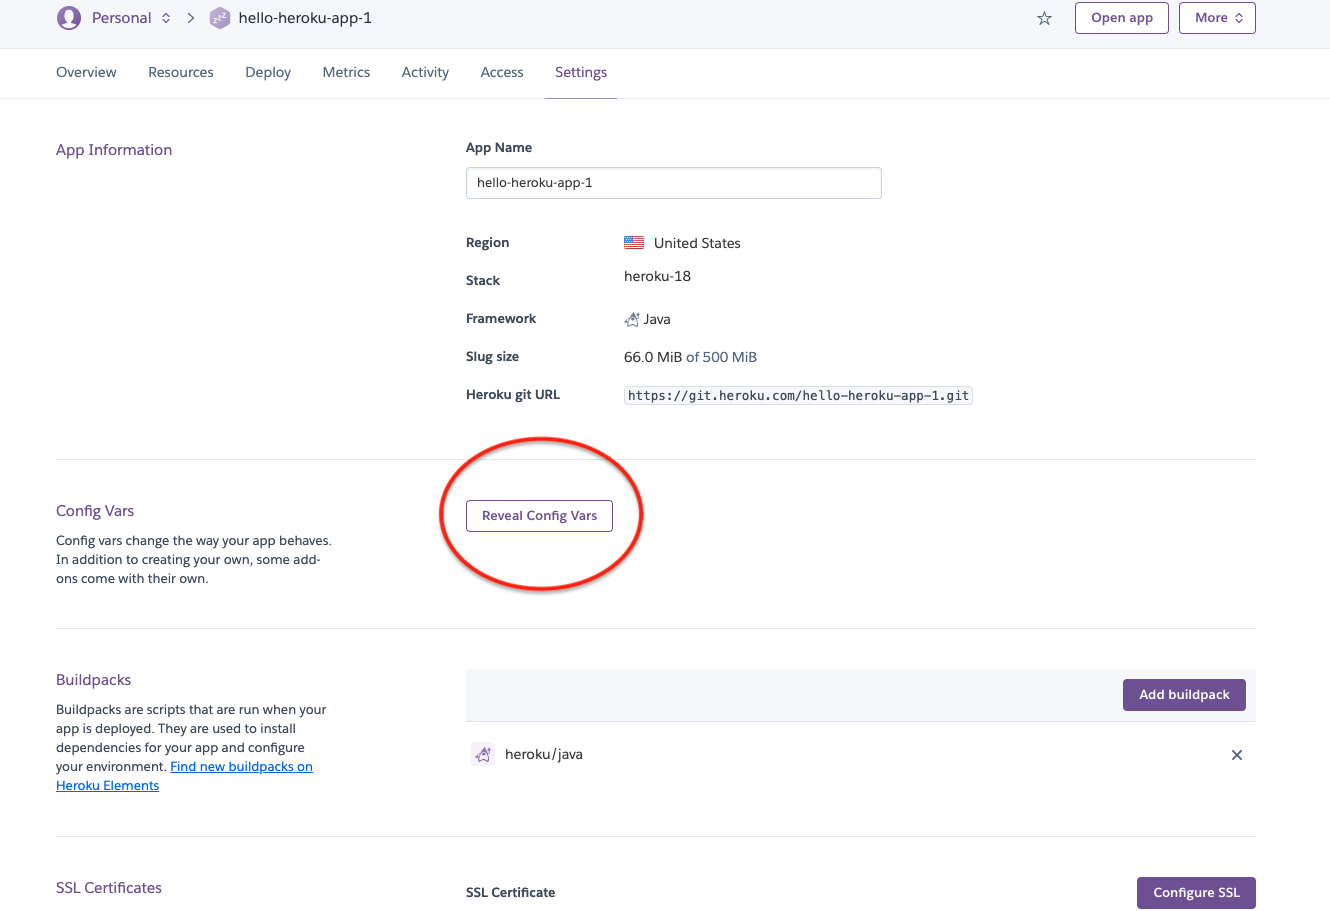 Personal hello-heroku-app-1 Open app More
Overview Resources Deploy Metrics Activity Access Settings
App Information
App Name
hello-heroku-app-1
Region United States
Stack heroku-18
Framework Java
Slug size 66.0 MiB of 500 MiB
Heroku git URL https://git.heroku.com/hello-heroku-app-1.git
Config Vars
Config vars change the way your app behaves.
In addition to creating your own, some add-
ons come with their own.
Reveal Config Vars
Buildpacks
Buildpacks are scripts that are run when your
app is deployed. They are used to install
dependencies for your app and configure
your environment. Find new buildpacks on
Heroku Elements
Add buildpack
heroku/java
SSL Certificates
SSL Certificate
Configure SSL